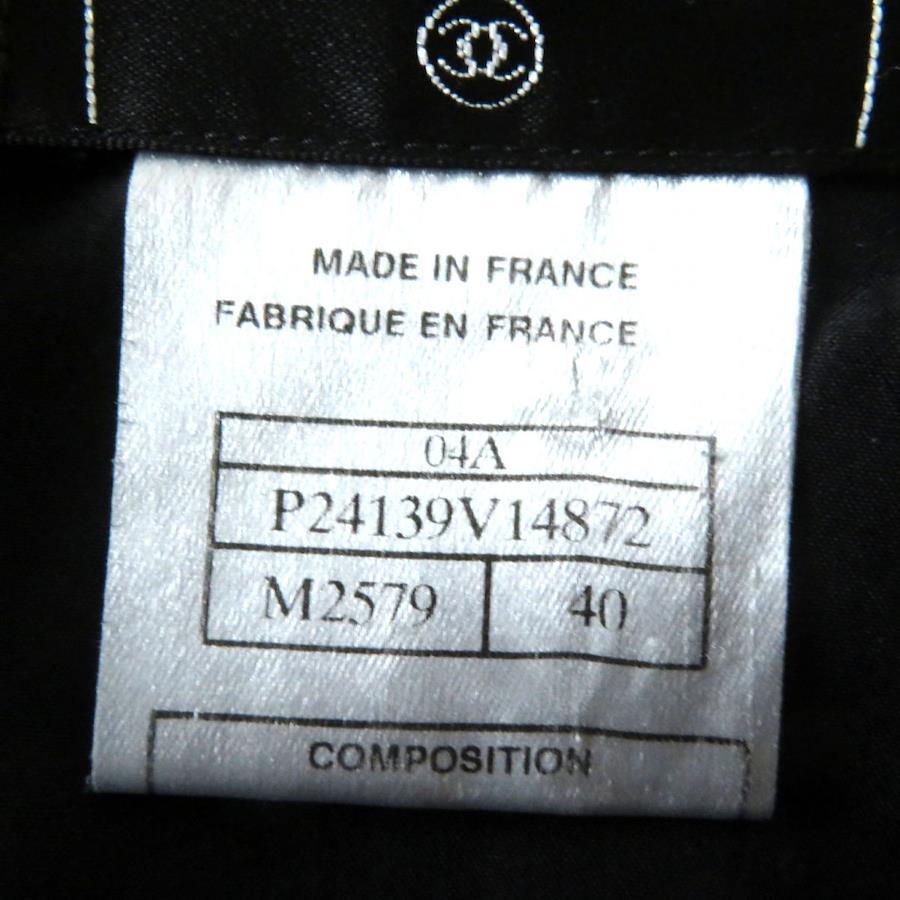 MADE IN FRANCE
FABRIQUE EN FRANCE
04A
P24139V14872
M2579 40
COMPOSITION